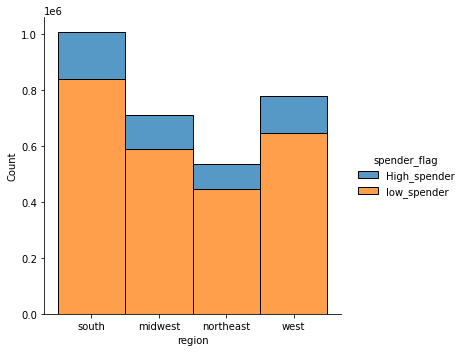 1e6
1.0
0.8
0.6
0.4
0.2
0.0
Count
south midwest northeast west
region
spender_flag
High_spender
low_spender